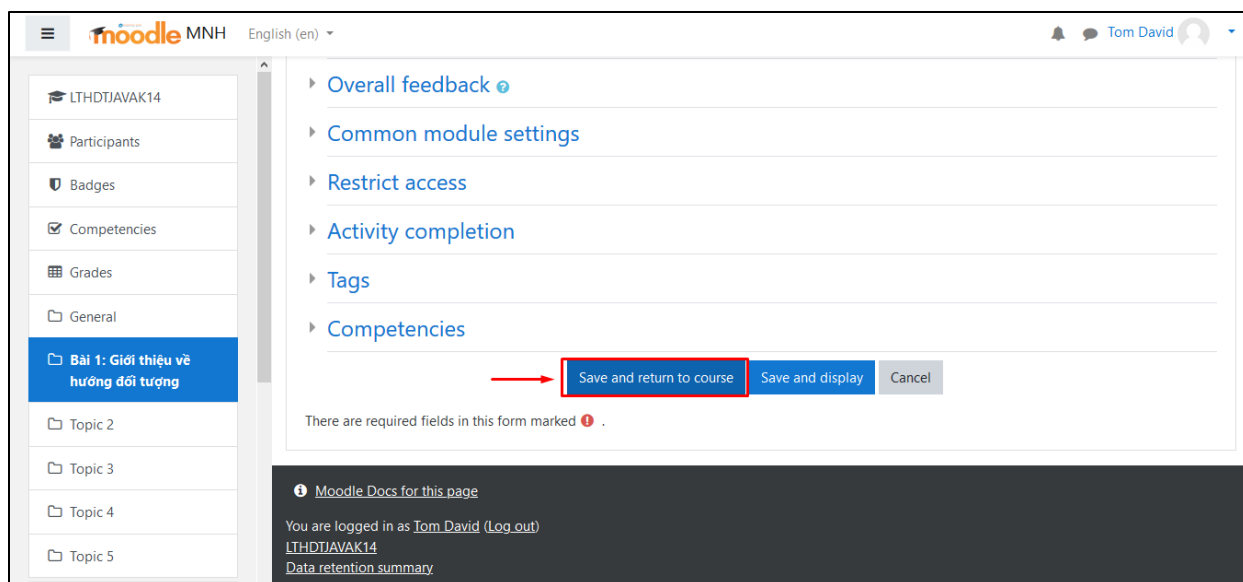 moodle MNH English (en)
Tom David
LTHDTJAVAK14
Participants
Badges
Competencies
Grades
General
Bài 1: Giới thiệu về
hướng đối tượng
Topic 2
Topic 3
Topic 4
Topic 5
Overall feedback
Common module settings
Restrict access
Activity completion
Tags
Competencies
Save and return to course Save and display Cancel
There are required fields in this form marked .
Moodle Docs for this page
You are logged in as Tom David (Log out)
LTHDTJAVAK14
Data retention summary